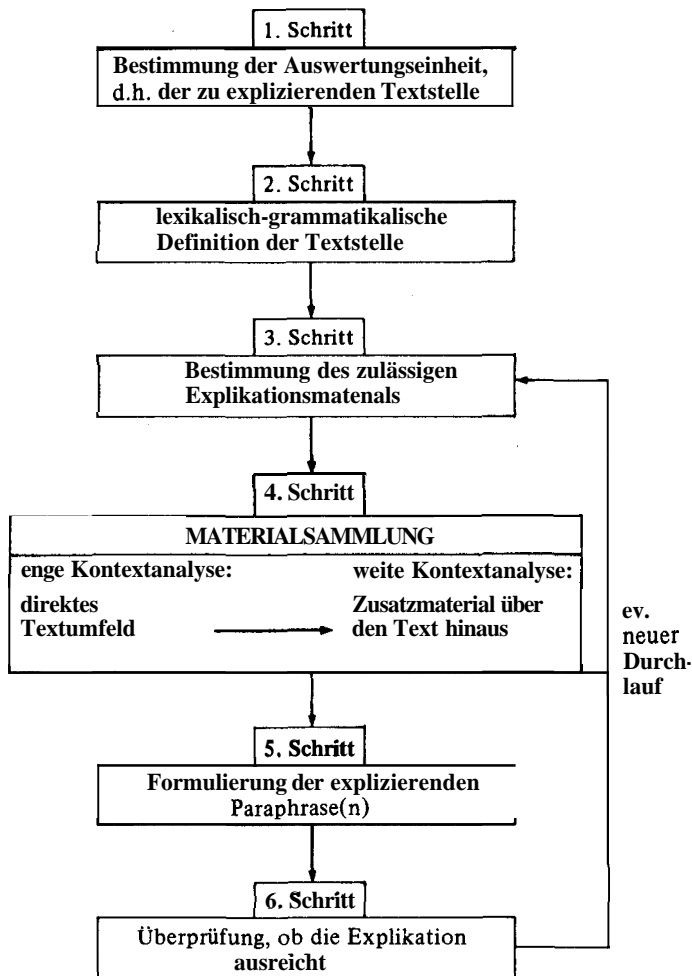 1. Schritt
Bestimmung der Auswertungseinheit,
d.h. der zu explizierenden Textstelle
2. Schritt
lexikalisch-grammatikalische
Definition der Textstelle
3. Schritt
Bestimmung des zulässigen
Explikationsmatenals
4. Schritt
MATERIALSAMMLUNG
enge Kontextanalyse:
direktes
Textumfeld
weite Kontextanalyse:
Zusatzmaterial über
den Text hinaus
ev.
neuer
Durch-
lauf
5. Schritt
Formulierung der explizierenden
Paraphrase(n)
6. Schritt
Überprüfung, ob die Explikation
ausreicht